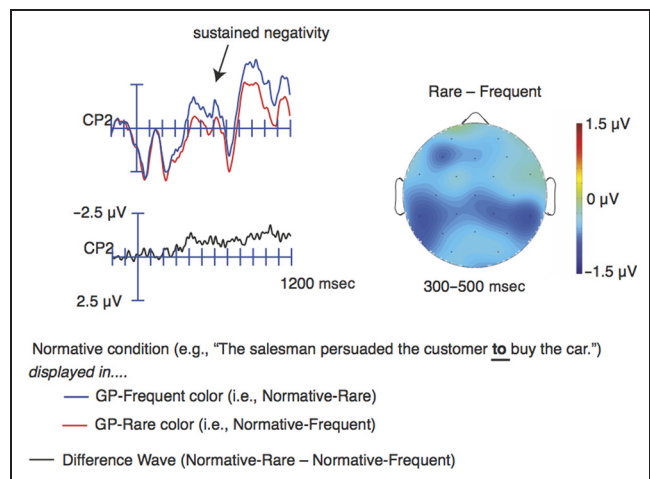 sustained negativity
Rare – Frequent
CP2
1.5 µV
0 µV
–1.5 µV
300–500 msec
−2.5 µV
CP2
1200 msec
2.5 µV
Normative condition (e.g., “The salesman persuaded the customer to buy the car.”)
displayed in....
GP-Frequent color (i.e., Normative-Rare)
GP-Rare color (i.e., Normative-Frequent)
Difference Wave (Normative-Rare – Normative-Frequent)